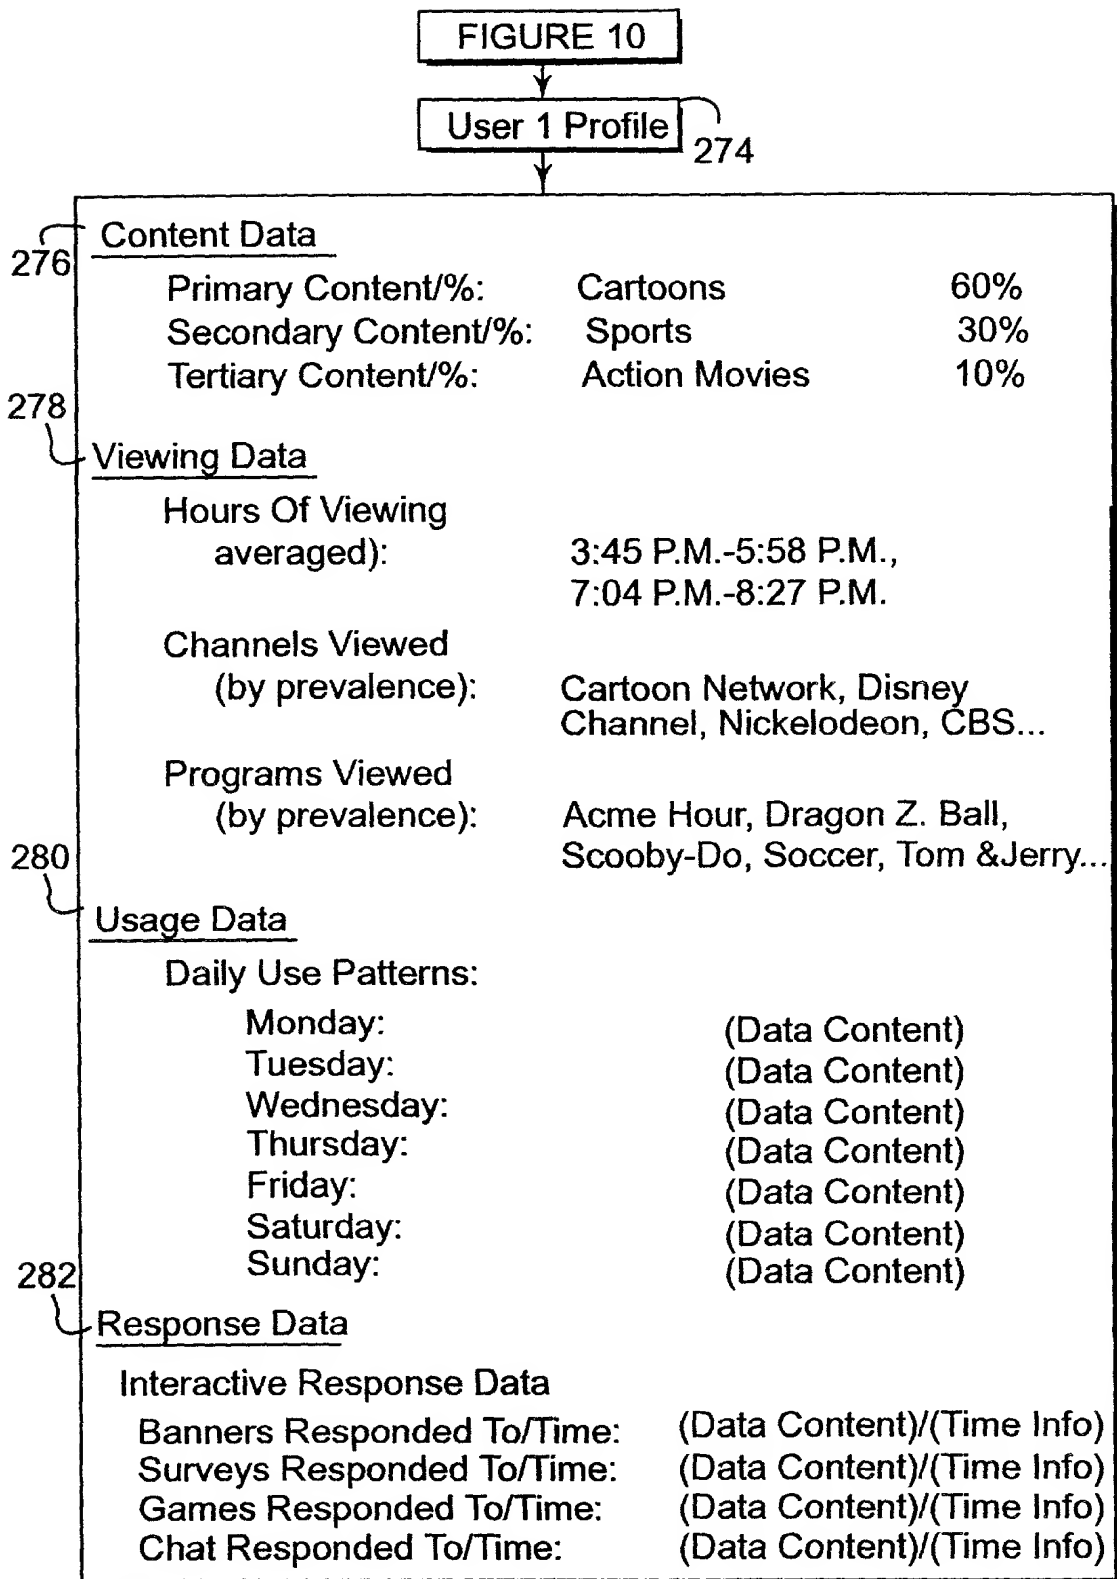 FIGURE 10
User 1 Profile
274
276
Content Data
Primary Content/%: Cartoons 60%
Secondary Content/%: Sports 30%
Tertiary Content/%: Action Movies 10%
278
Viewing Data
Hours Of Viewing
averaged): 3:45 P.M.-5:58 P.M.,
7:04 P.M.-8:27 P.M.
Channels Viewed
(by prevalence): Cartoon Network, Disney
Channel, Nickelodeon, CBS...
Programs Viewed
(by prevalence): Acme Hour, Dragon Z. Ball,
Scooby-Do, Soccer, Tom &Jerry...
280
Usage Data
Daily Use Patterns:
Monday: (Data Content)
Tuesday: (Data Content)
Wednesday: (Data Content)
Thursday: (Data Content)
Friday: (Data Content)
Saturday: (Data Content)
Sunday: (Data Content)
282
Response Data
Interactive Response Data
Banners Responded To/Time: (Data Content)/(Time Info)
Surveys Responded To/Time: (Data Content)/(Time Info)
Games Responded To/Time: (Data Content)/(Time Info)
Chat Responded To/Time: (Data Content)/(Time Info)